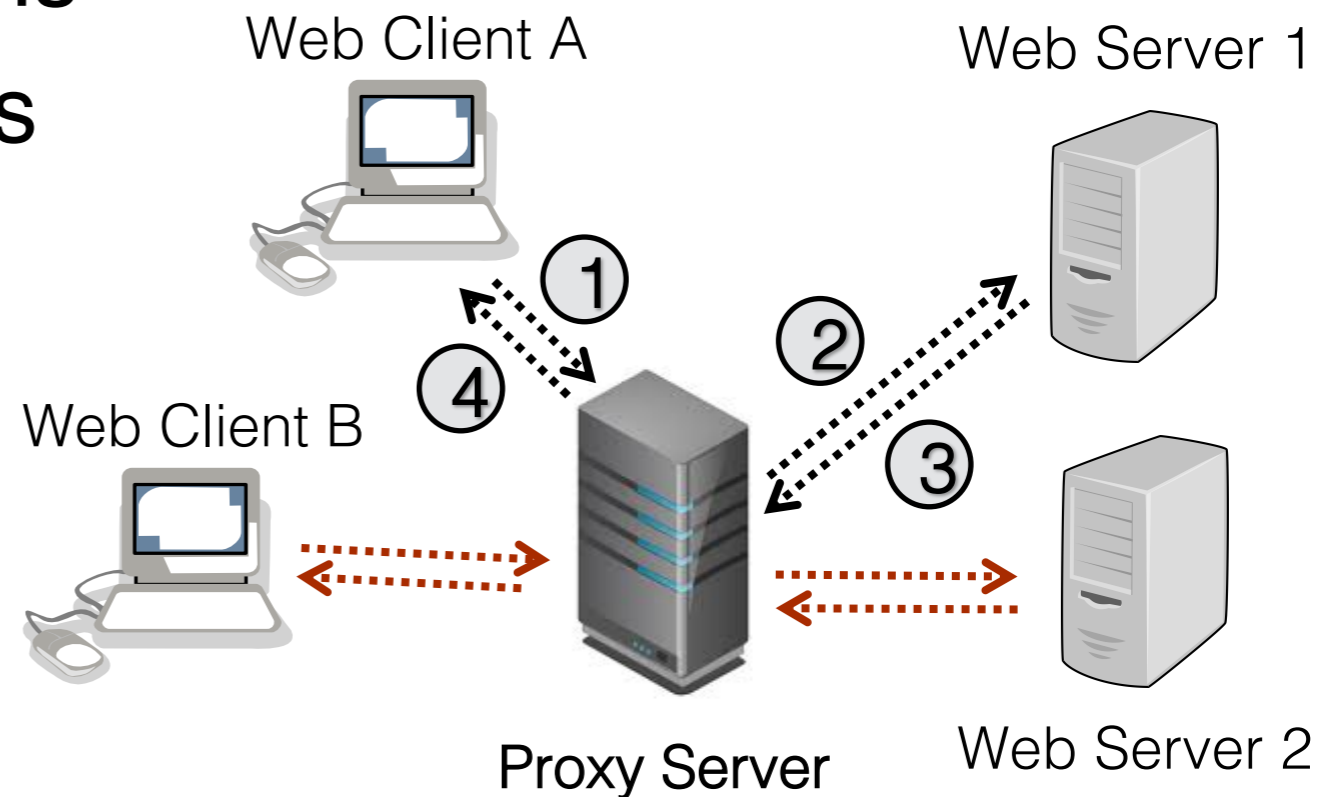 Web Client A
Web Server 1
s
1
2
4
3
Web Client B
Proxy Server
Web Server 2